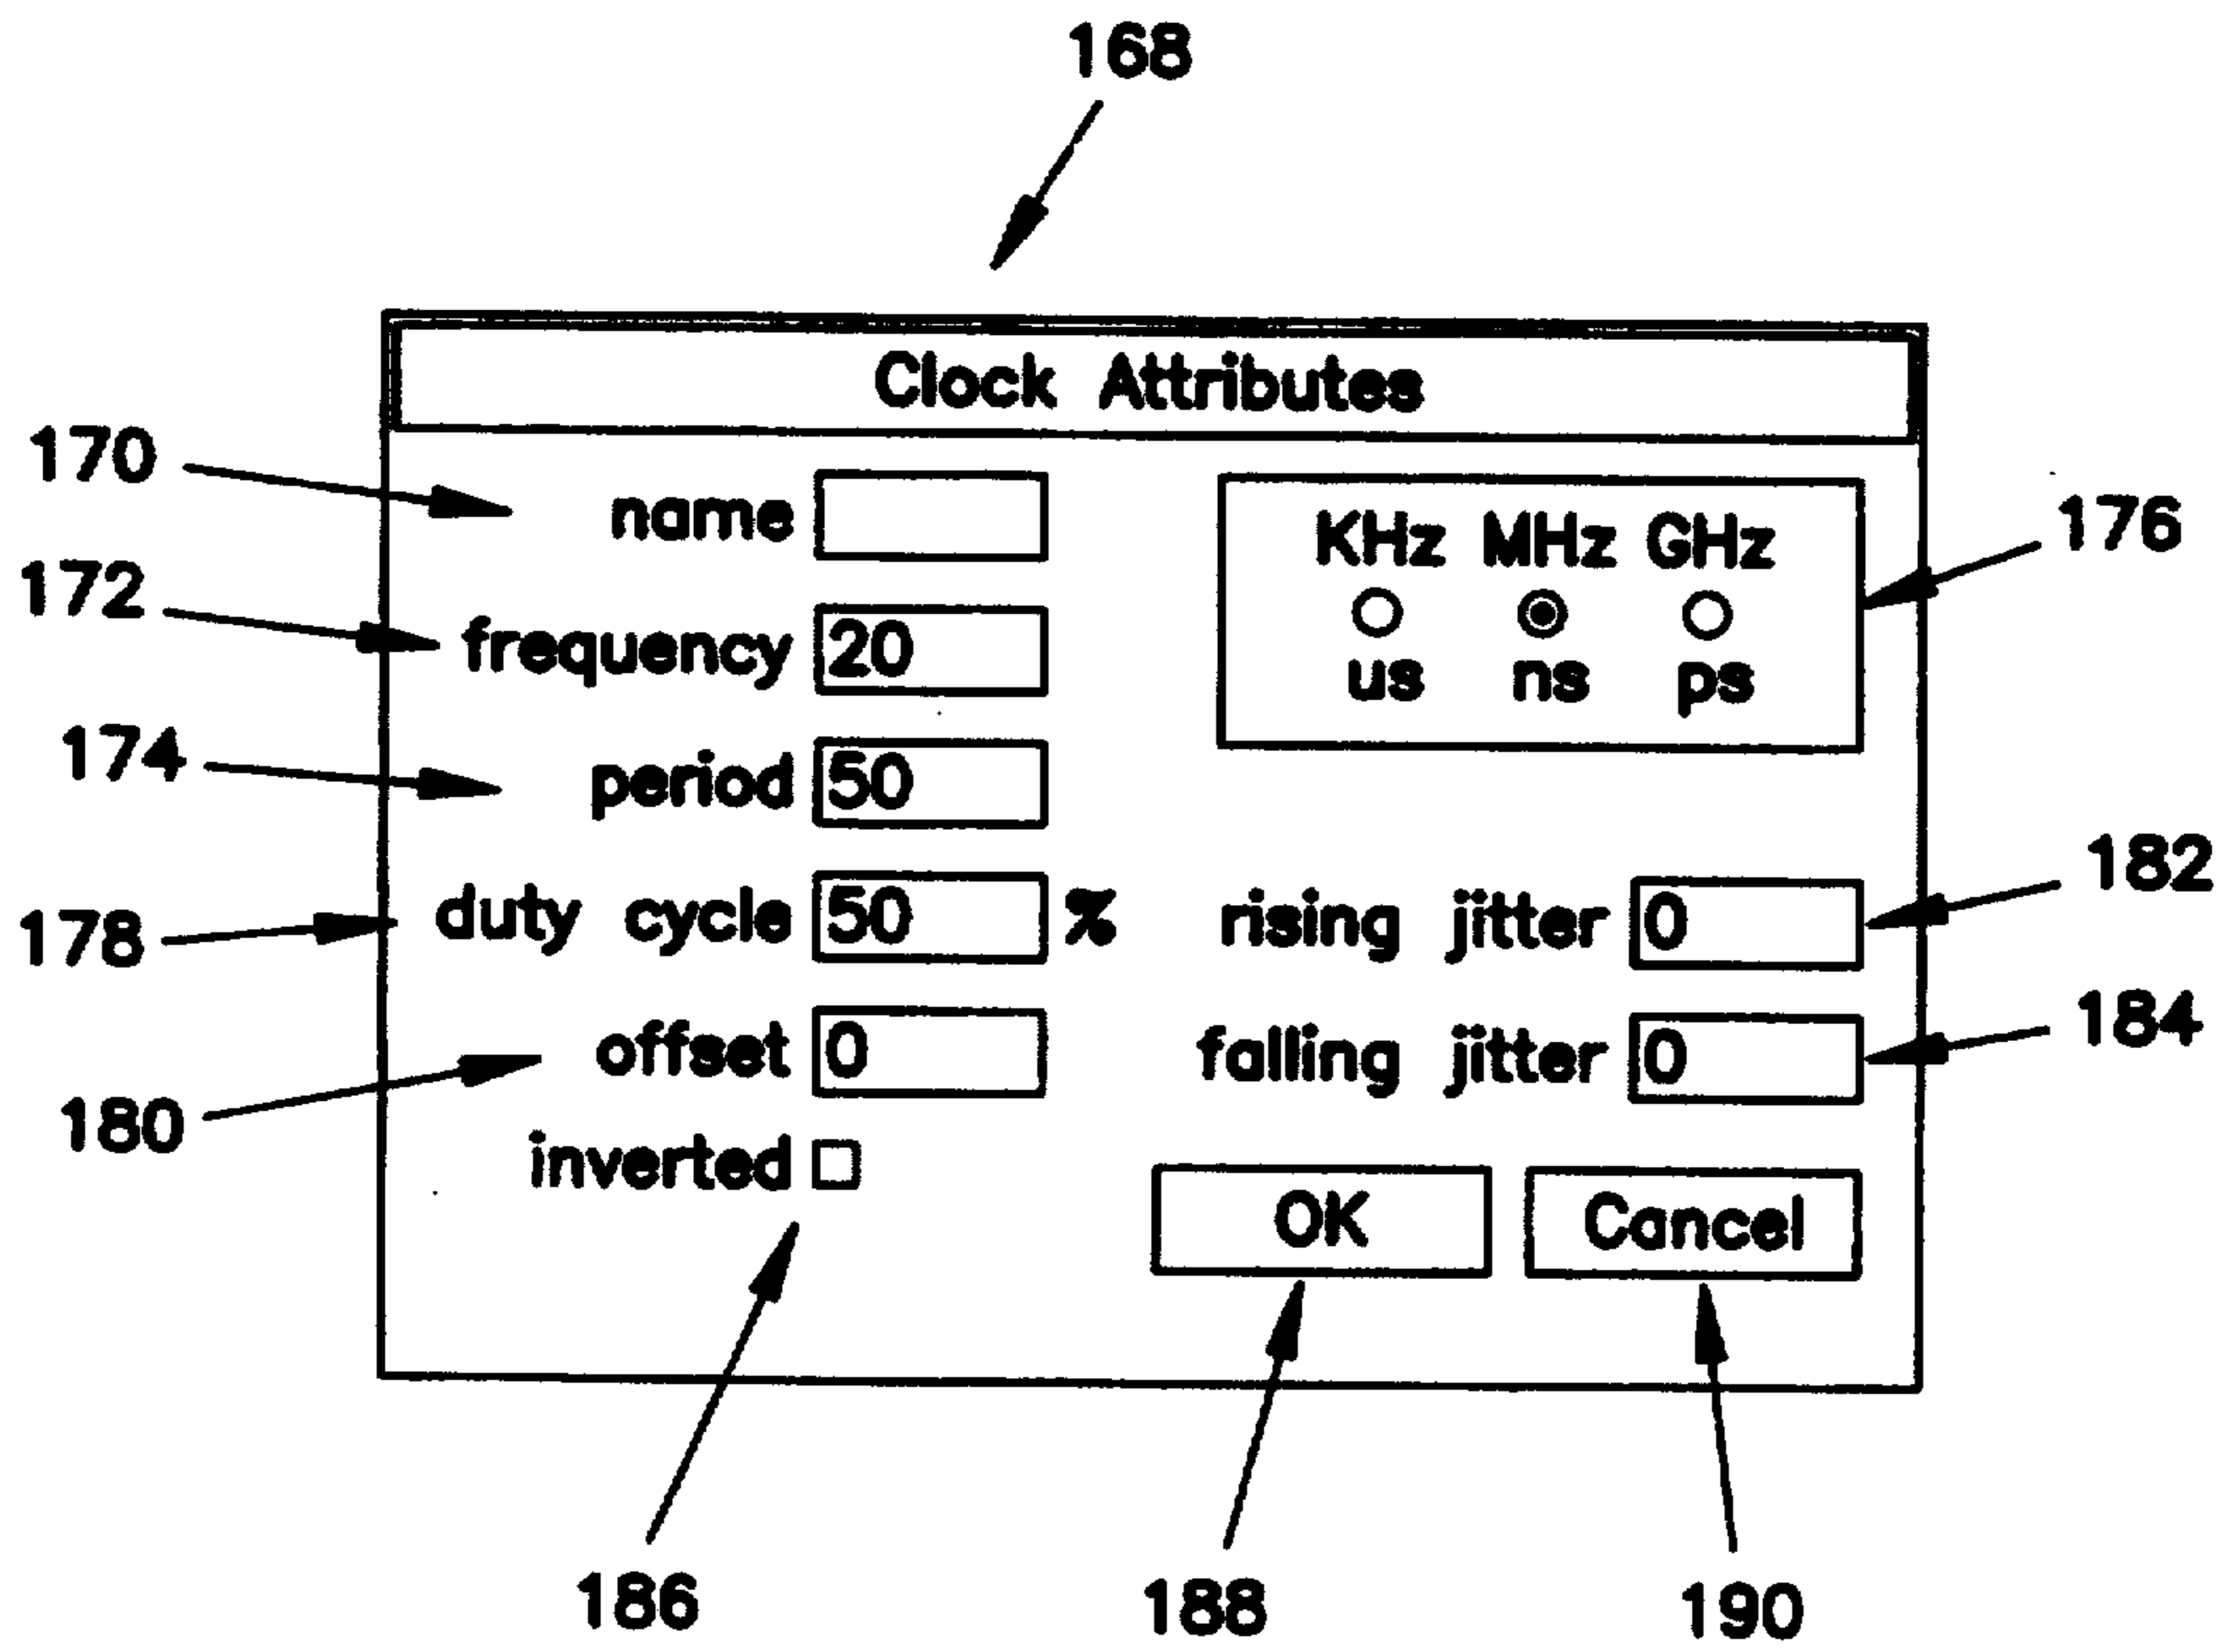 168
Clock Attributes
170
name
KHz MHz GHz
176
172
frequency 20
us ns ps
174
period 50
182
178
duty cycle 50 %
rising jitter 0
184
180
offset 0
falling jitter 0
inverted
OK
Cancel
186
188
190